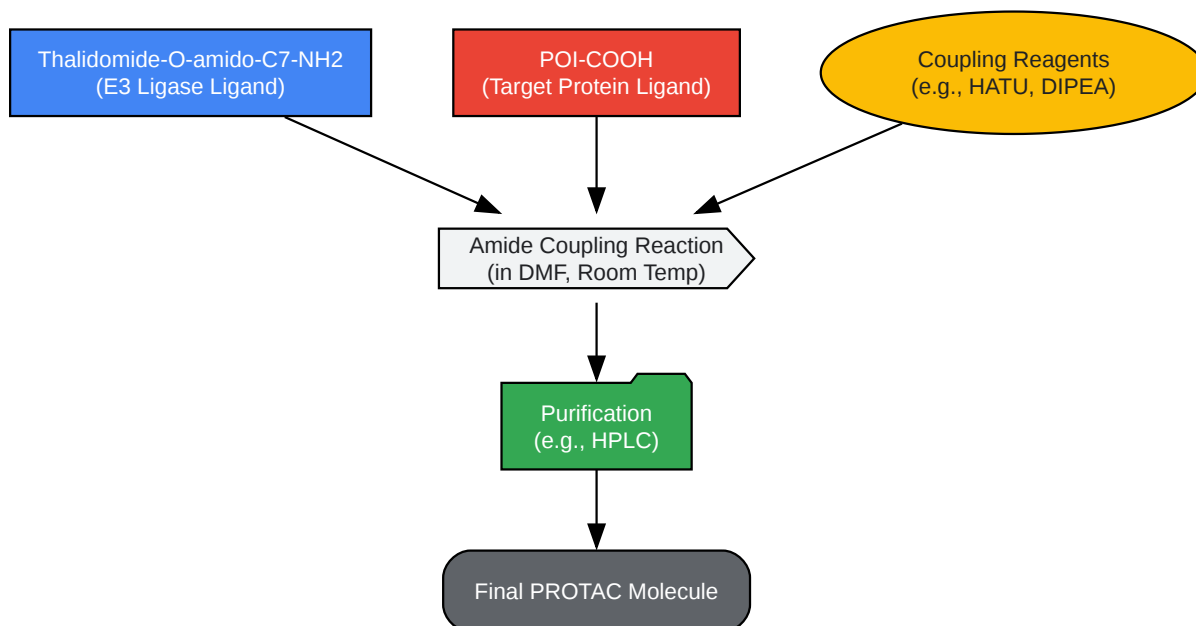 Thalidomide-O-amido-C7-NH2
(E3 Ligase Ligand)
POI-COOH
(Target Protein Ligand)
Coupling Reagents
(e.g., HATU, DIPEA)
Amide Coupling Reaction
(in DMF, Room Temp)
Purification
(e.g., HPLC)
Final PROTAC Molecule